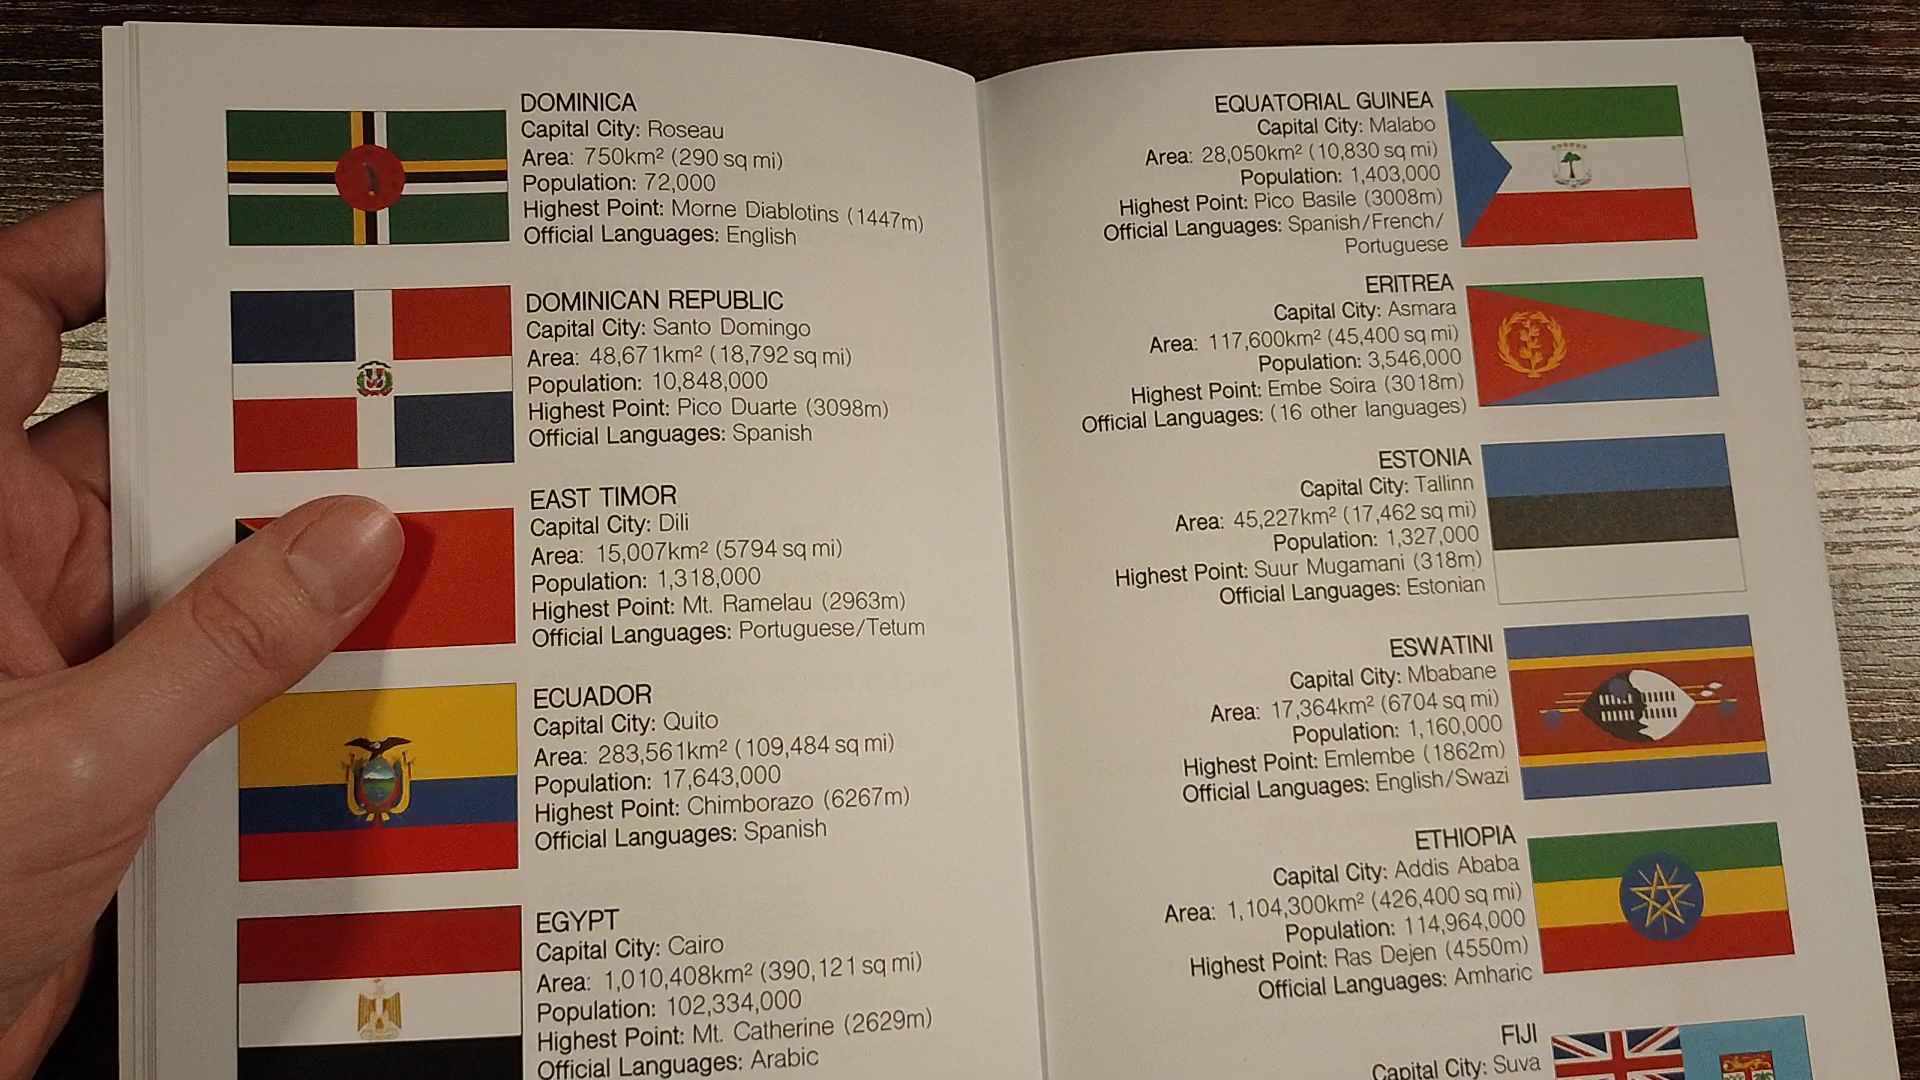 DOMINICA
Capital City: Roseau
Area: 750km² (290 sq mi)
Population: 72,000
Highest Point: Morne Diablotins (1447m)
Official Languages: English
DOMINICAN REPUBLIC
Capital City: Santo Domingo
Area: 48,671km² (18,792 sq mi)
Population: 10,848,000
Highest Point: Pico Duarte (3098m)
Official Languages: Spanish
EAST TIMOR
Capital City: Dili
Area: 15,007km² (5794 sq mi)
Population: 1,318,000
Highest Point: Mt. Ramelau (2963m)
Official Languages: Portuguese/Tetum
ECUADOR
Capital City: Quito
Area: 283,561km² (109,484 sq mi)
Population: 17,643,000
Highest Point: Chimborazo (6267m)
Official Languages: Spanish
EGYPT
Capital City: Cairo
Area: 1,010,408km² (390,121 sq mi)
Population: 102,334,000
Highest Point: Mt. Catherine (2629m)
Official Languages: Arabic
EQUATORIAL GUINEA
Capital City: Malabo
Area: 28,050km² (10,830 sq mi)
Population: 1,403,000
Highest Point: Pico Basile (3008m)
Official Languages: Spanish/French/
Portuguese
ERITREA
Capital City: Asmara
Area: 117,600km² (45,400 sq mi)
Population: 3,546,000
Highest Point: Embe Soira (3018m)
Official Languages: (16 other languages)
ESTONIA
Capital City: Tallinn
Area: 45,227km² (17,462 sq mi)
Population: 1,327,000
Highest Point: Suur Mugamani (318m)
Official Languages: Estonian
ESWATINI
Capital City: Mbabane
Area: 17,364km² (6704 sq mi)
Population: 1,160,000
Highest Point: Emlembe (1862m)
Official Languages: English/Swazi
ETHIOPIA
Capital City: Addis Ababa
Area: 1,104,300km² (426,400 sq mi)
Population: 114,964,000
Highest Point: Ras Dejen (4550m)
Official Languages: Amharic
FIJI
Capital City: Suva